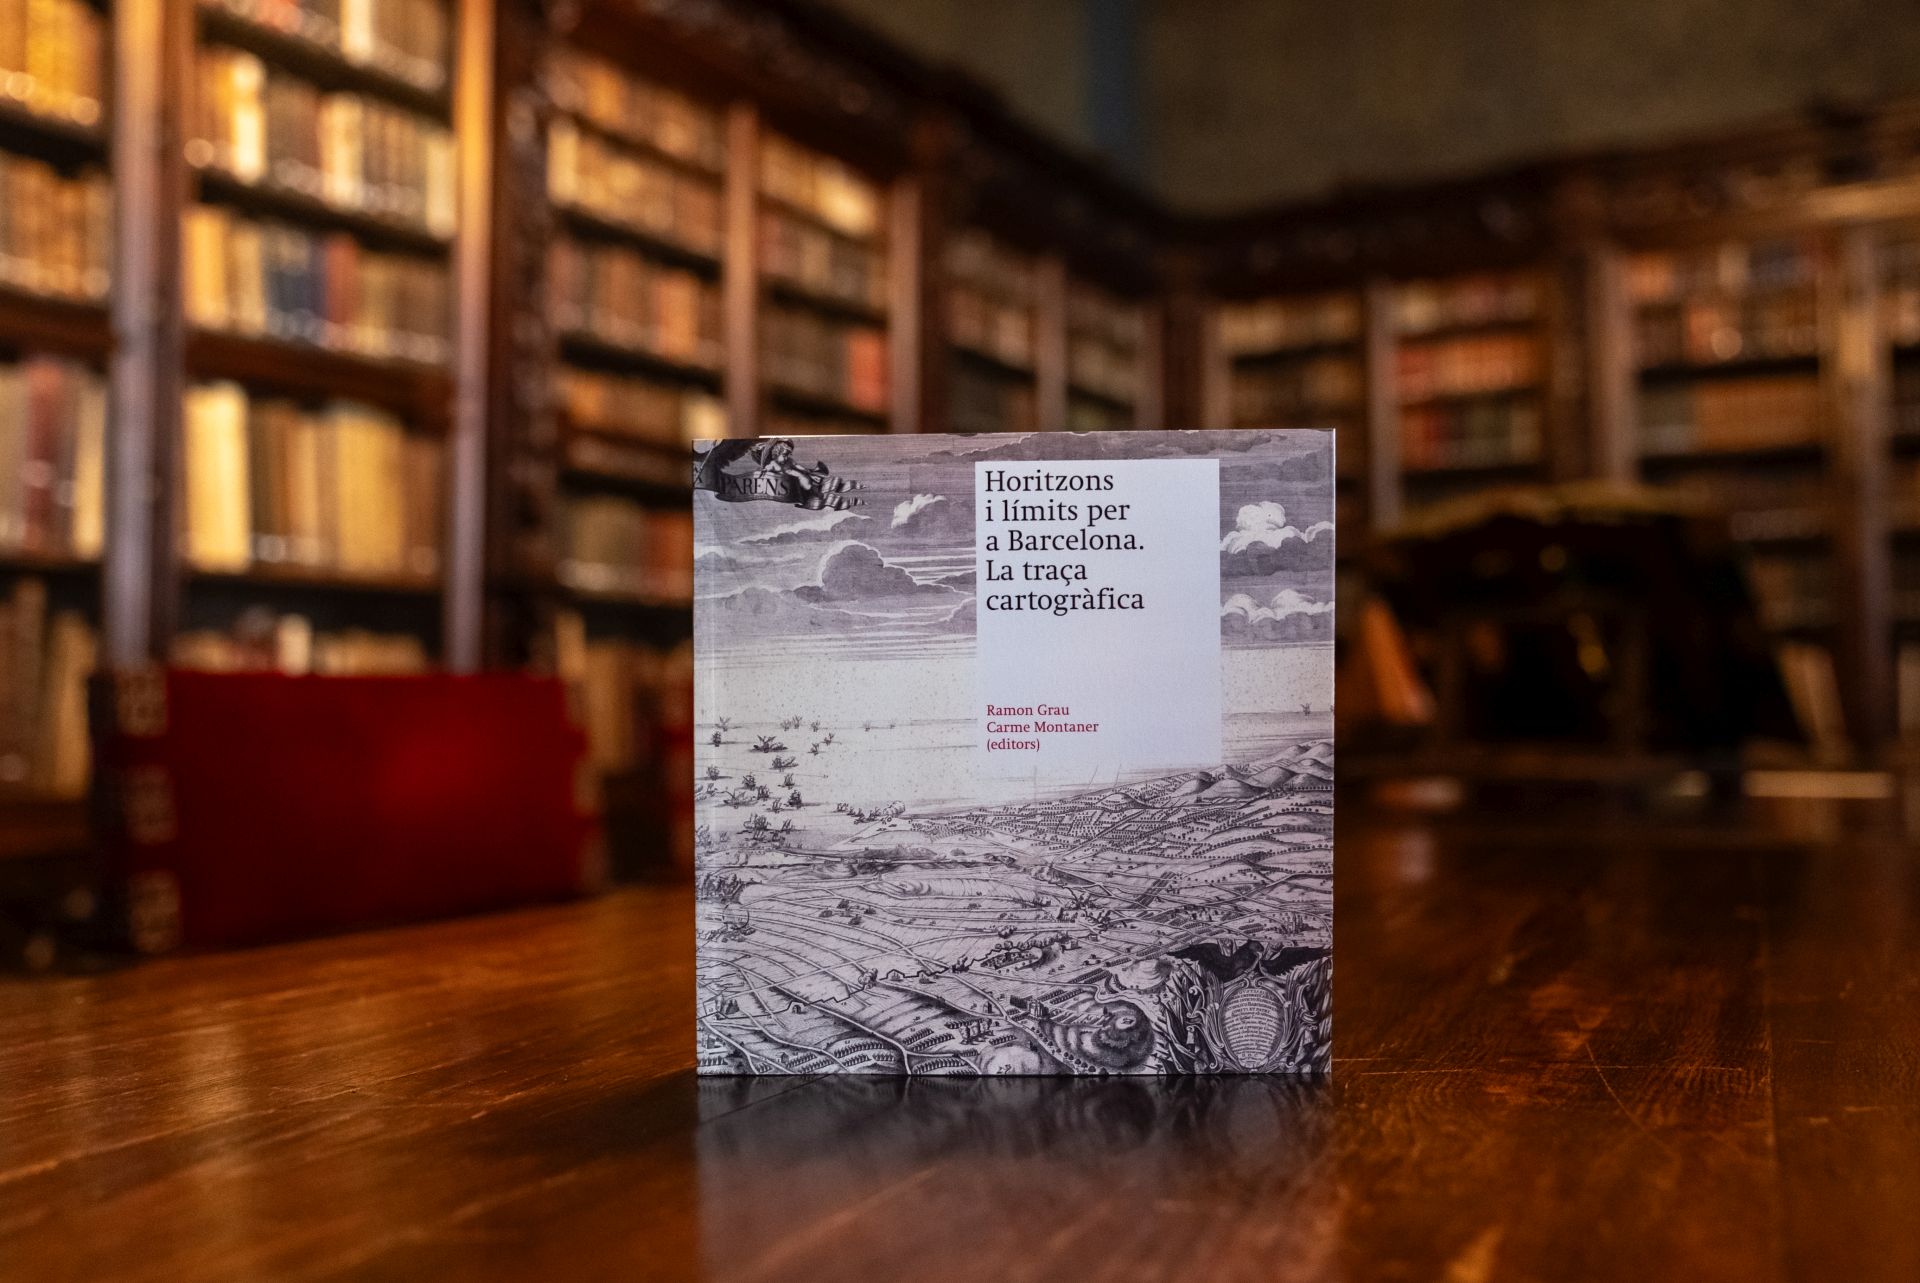 PARENS
Horitzons
i límits per
a Barcelona.
La traça
cartogràfica
Ramon Grau
Carme Montaner
(editors)